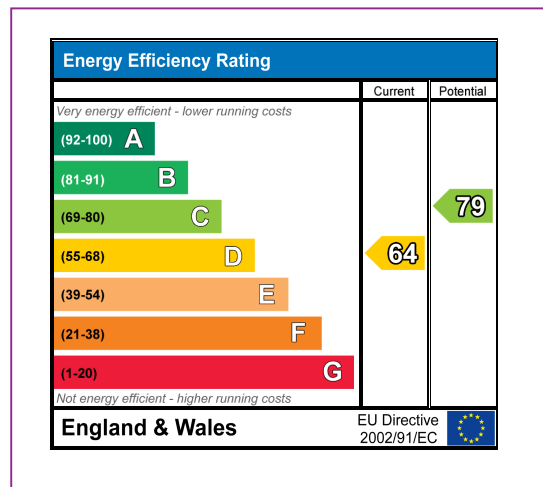 Energy Efficiency Rating
Current Potential
Very energy efficient - lower running costs
(92-100) A
(81-91) B
(69-80) C
79
(55-68) D
64
(39-54) E
(21-38) F
(1-20) G
Not energy efficient - higher running costs
England & Wales
EU Directive
2002/91/EC